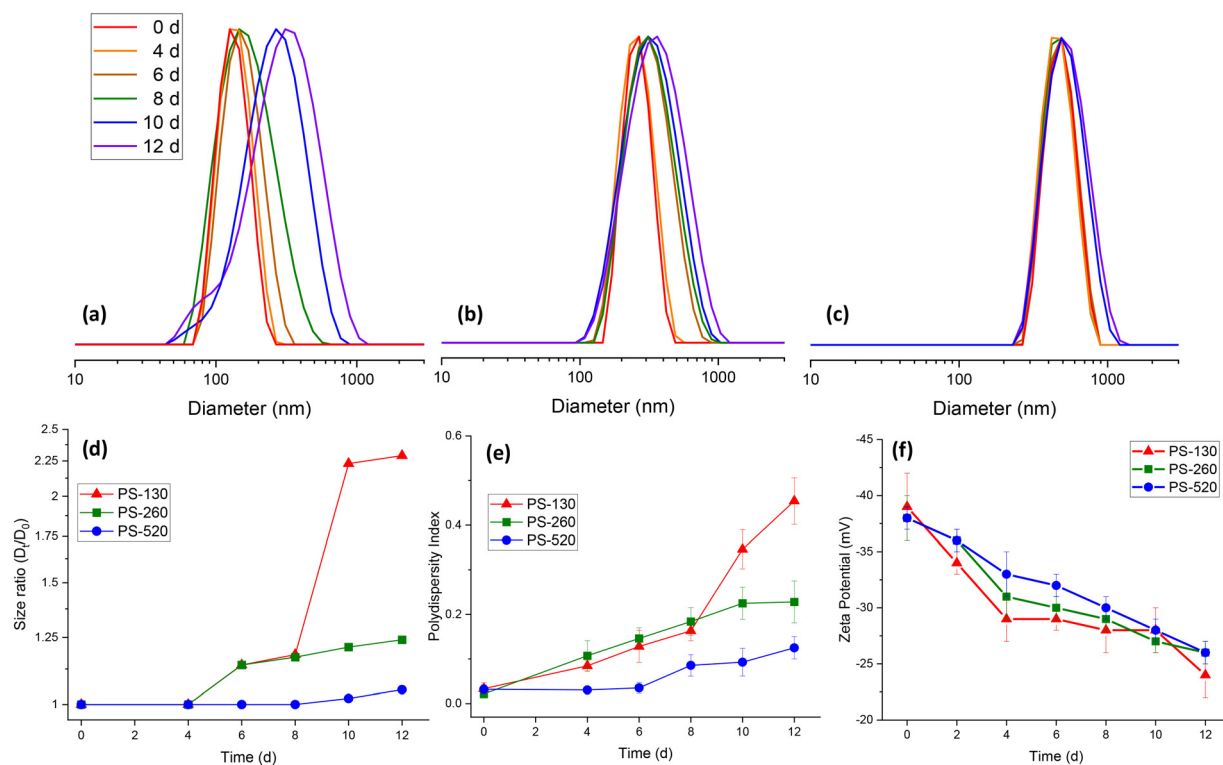 0 d
4 d
6 d
8 d
10 d
12 d
(a)
10 100 1000
Diameter (nm)
(b)
10 100 1000
Diameter (nm)
(c)
10 100 1000
Diameter (nm)
(d)
2.5
2.25
2
1.75
1.5
1.25
1
Size ratio (Dt/D0)
PS-130
PS-260
PS-520
0 2 4 6 8 10 12
Time (d)
(e)
0.6
0.4
0.2
0.0
Polydispersity Index
PS-130
PS-260
PS-520
0 2 4 6 8 10 12
Time (d)
(f)
-45
-40
-35
-30
-25
-20
Zeta Potential (mV)
PS-130
PS-260
PS-520
0 2 4 6 8 10 12
Time (d)